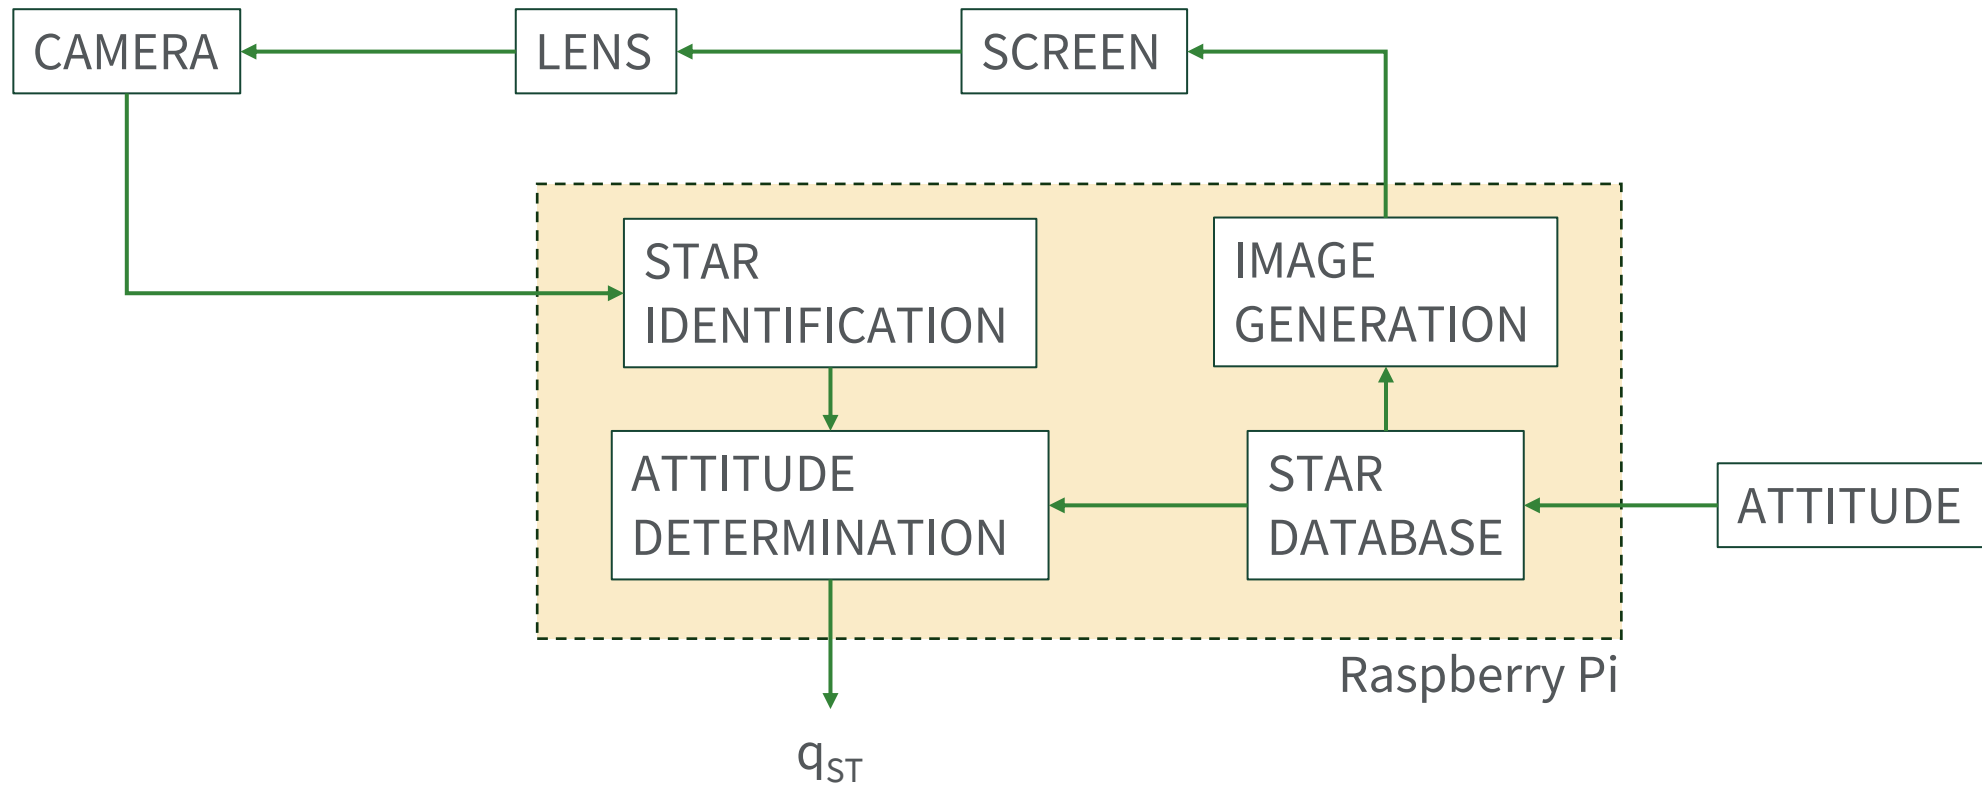 CAMERA
LENS
SCREEN
STAR
IDENTIFICATION
IMAGE
GENERATION
ATTITUDE
DETERMINATION
STAR
DATABASE
ATTITUDE
Raspberry Pi
qST